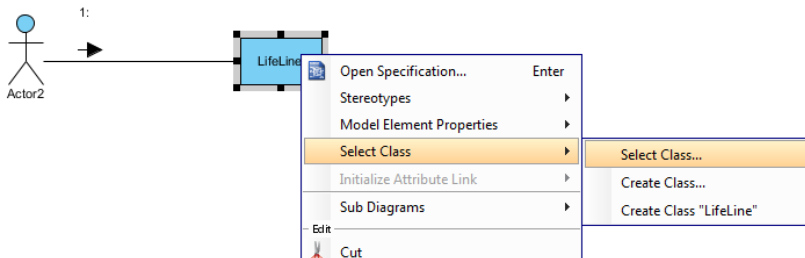 1:
Actor2
LifeLine
Open Specification... Enter
Stereotypes
Model Element Properties
Select Class
Initialize Attribute Link
Sub Diagrams
Edit
Cut
Select Class...
Create Class...
Create Class "LifeLine"